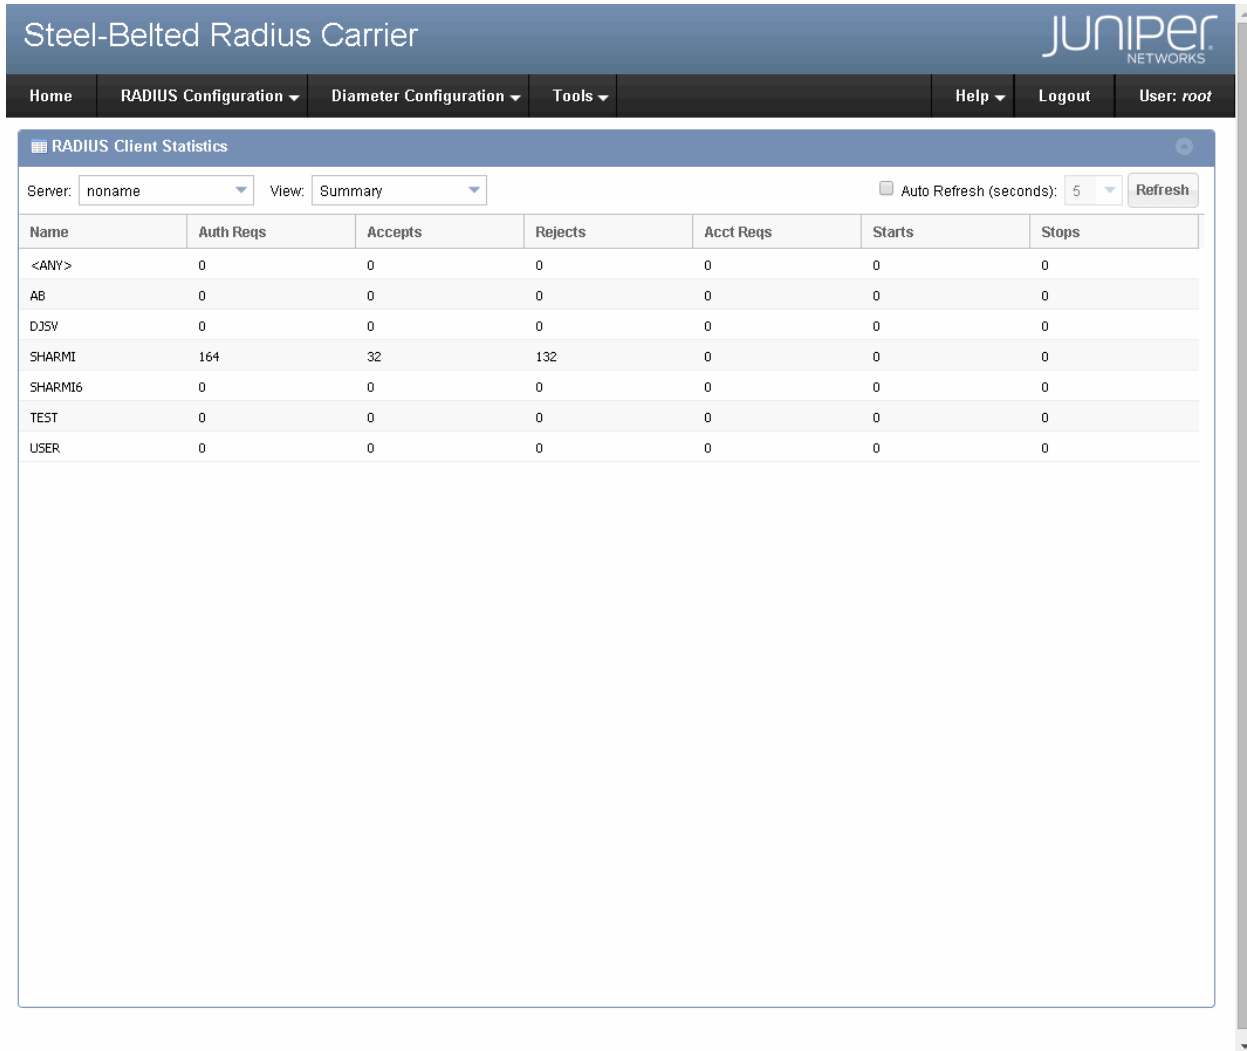 Steel-Belted Radius Carrier
JUNIPER
NETWORKS
Home RADIUS Configuration Diameter Configuration Tools Help Logout User: root
RADIUS Client Statistics
Server: noname View: Summary Auto Refresh (seconds): 5 Refresh
Name Auth Reqs Accepts Rejects Acct Reqs Starts Stops
<ANY> 0 0 0 0 0 0
AB 0 0 0 0 0 0
DJSV 0 0 0 0 0 0
SHARMI 164 32 132 0 0 0
SHARMI6 0 0 0 0 0 0
TEST 0 0 0 0 0 0
USER 0 0 0 0 0 0